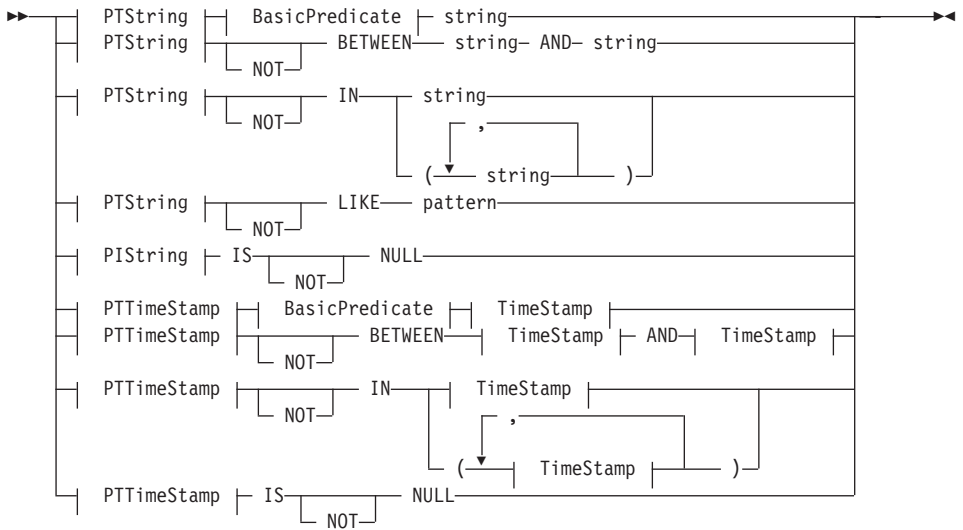 PTString BasicPredicate string
PTString BETWEEN string AND string
NOT
PTString IN string
NOT ,
( string )
PTString LIKE pattern
NOT
PIString IS NULL
NOT
PTTimeStamp BasicPredicate TimeStamp
PTTimeStamp BETWEEN TimeStamp AND TimeStamp
NOT
PTTimeStamp IN TimeStamp
NOT ,
( TimeStamp )
PTTimeStamp IS NULL
NOT